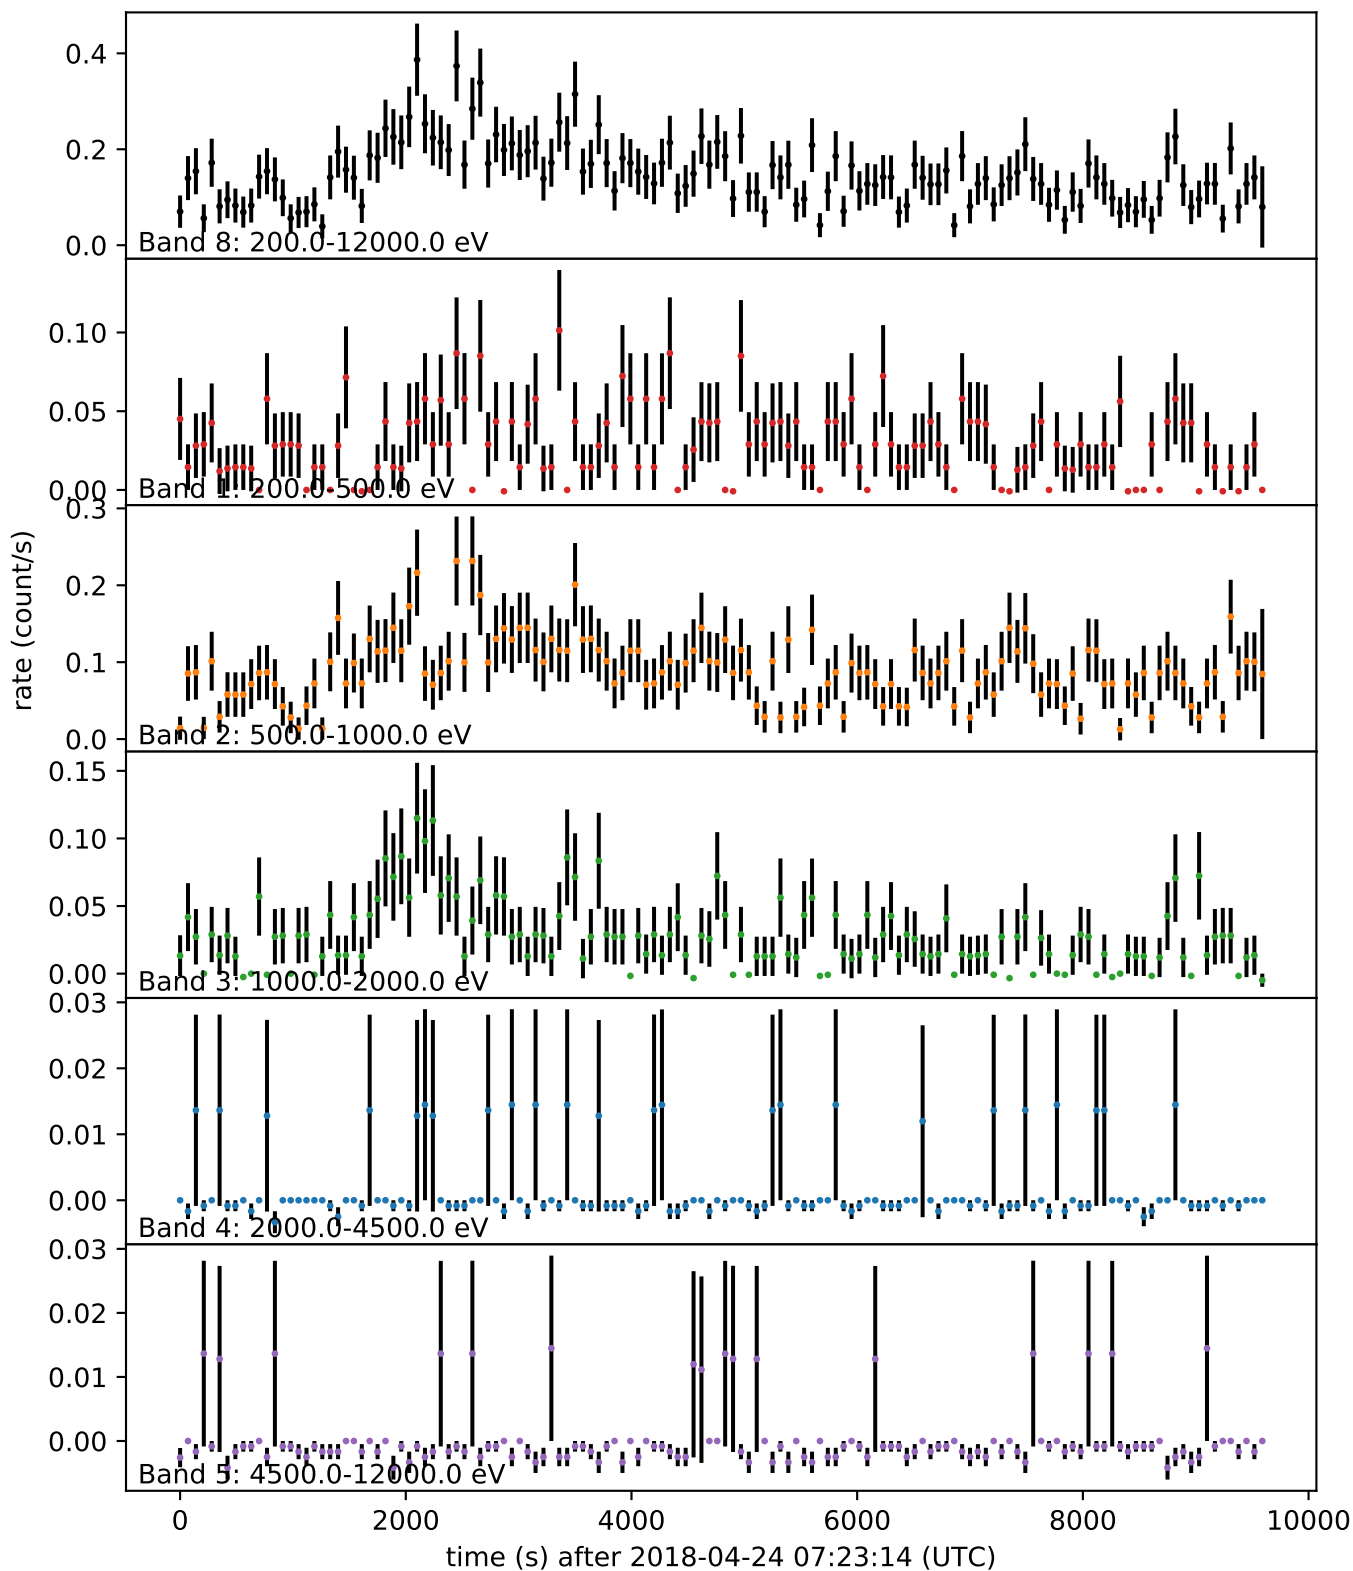 0.4
0.2
0.0
Band 8: 200.0-12000.0 eV
0.10
0.05
0.00
Band 1: 200.0-500.0 eV
0.3
0.2
0.1
0.0
Band 2: 500.0-1000.0 eV
rate (count/s)
0.15
0.10
0.05
0.00
Band 3: 1000.0-2000.0 eV
0.03
0.02
0.01
0.00
Band 4: 2000.0-4500.0 eV
0.03
0.02
0.01
0.00
Band 5: 4500.0-12000.0 eV
0 2000 4000 6000 8000 10000
time (s) after 2018-04-24 07:23:14 (UTC)